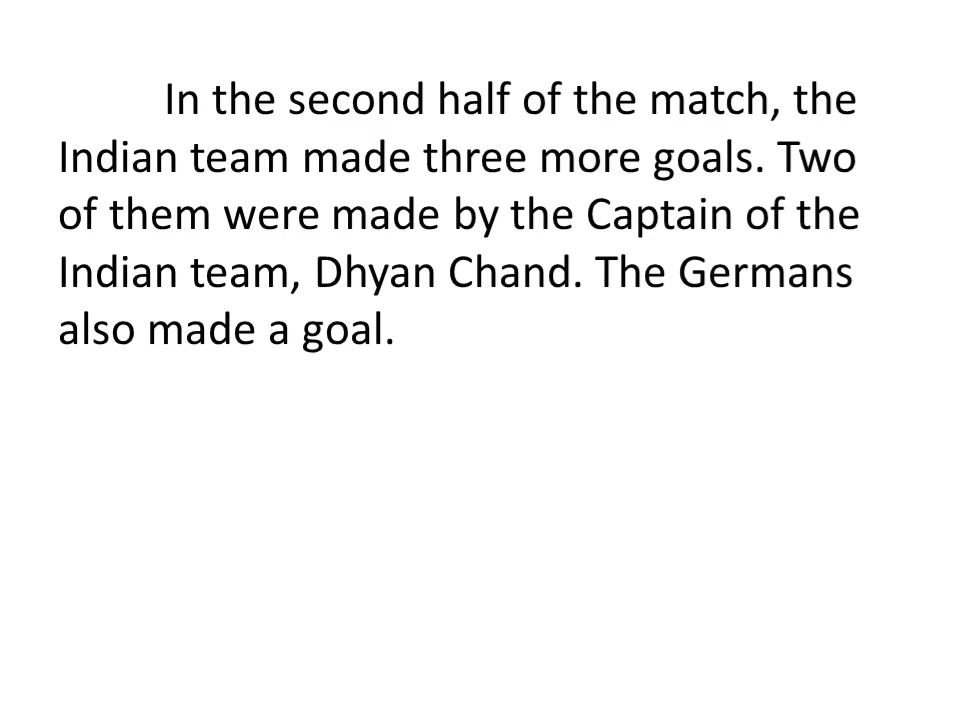 In the second half of the match, the
Indian team made three more goals. Two
of them were made by the Captain of the
Indian team, Dhyan Chand. The Germans
also made a goal.